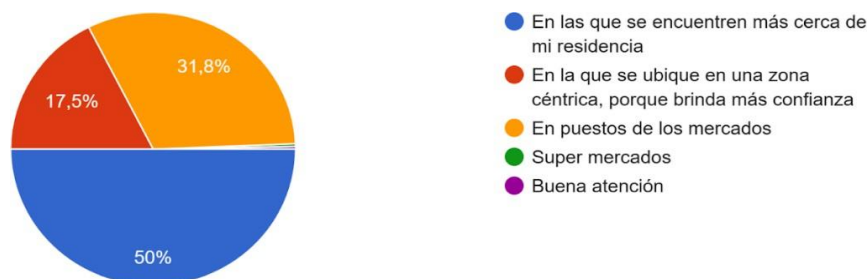 17,5%
31,8%
50%
En las que se encuentren más cerca de
mi residencia
En la que se ubique en una zona
céntrica, porque brinda más confianza
En puestos de los mercados
Super mercados
Buena atención